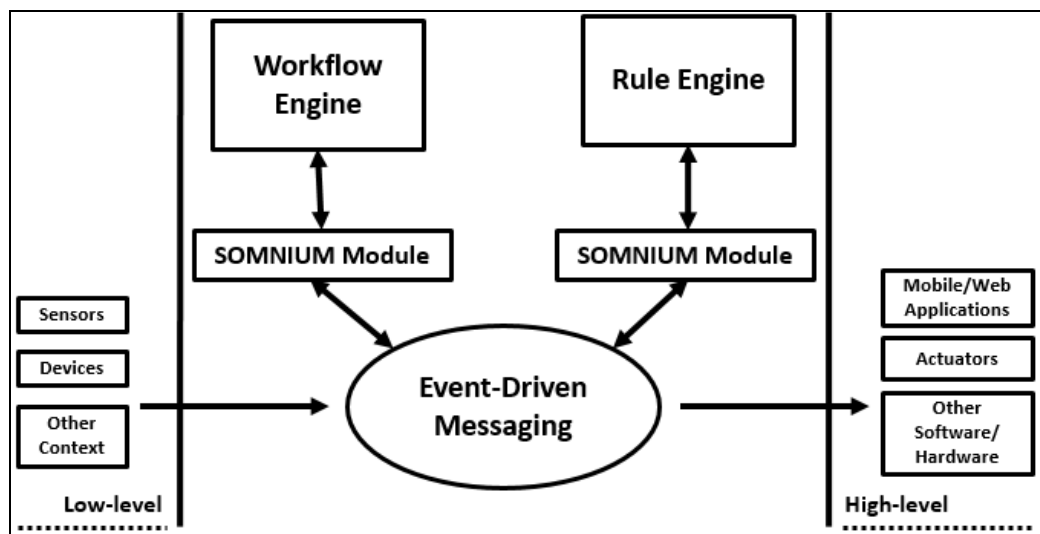 Workflow
Engine
Rule Engine
SOMNIUM Module
SOMNIUM Module
Sensors
Devices
Other
Context
Low-level
Event-Driven
Messaging
Mobile/Web
Applications
Actuators
Other
Software/
Hardware
High-level